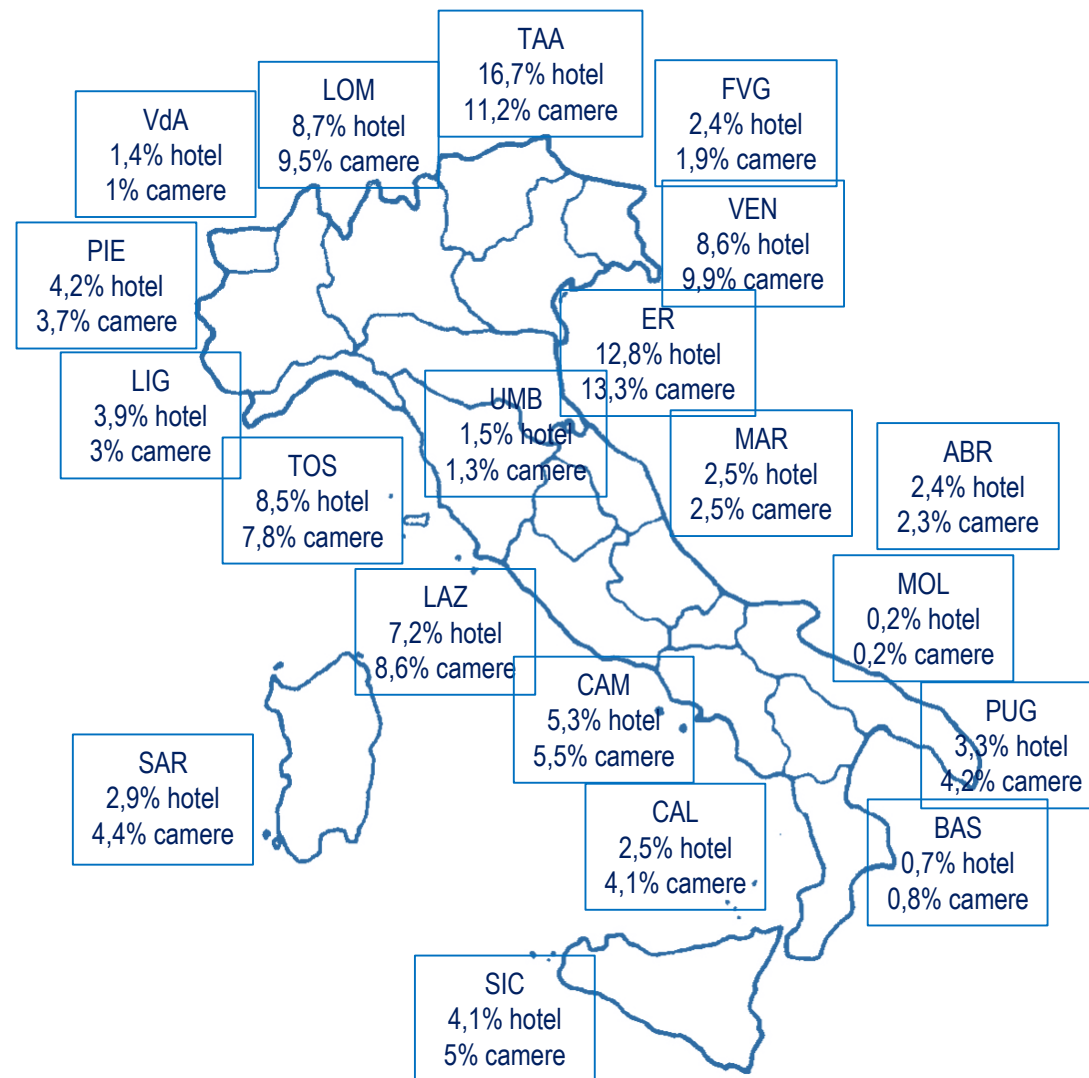 TAA
16,7% hotel
11,2% camere
LOM
8,7% hotel
9,5% camere
FVG
2,4% hotel
1,9% camere
VdA
1,4% hotel
1% camere
VEN
8,6% hotel
9,9% camere
PIE
4,2% hotel
3,7% camere
ER
12,8% hotel
13,3% camere
LIG
3,9% hotel
3% camere
UMB
1,5% hotel
1,3% camere
MAR
2,5% hotel
2,5% camere
ABR
2,4% hotel
2,3% camere
TOS
8,5% hotel
7,8% camere
MOL
0,2% hotel
0,2% camere
LAZ
7,2% hotel
8,6% camere
CAM
5,3% hotel
5,5% camere
PUG
3,3% hotel
4,2% camere
SAR
2,9% hotel
4,4% camere
CAL
2,5% hotel
4,1% camere
BAS
0,7% hotel
0,8% camere
SIC
4,1% hotel
5% camere